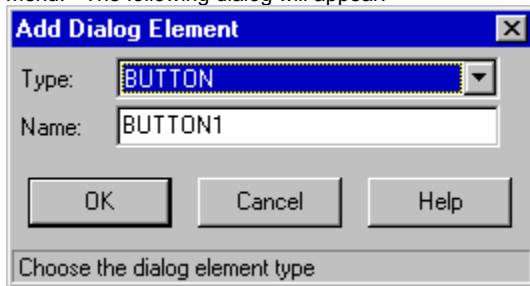 menu. The following dialog will appear:
Add Dialog Element
Type: BUTTON
Name: BUTTON1
OK Cancel Help
Choose the dialog element type